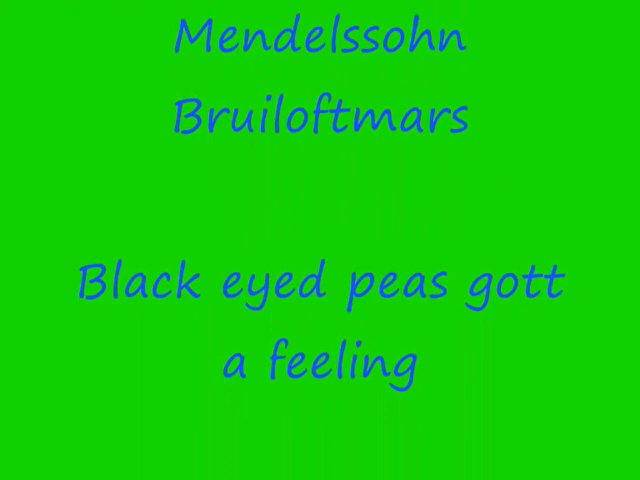 Mendelssohn
Bruiloftmars
Black eyed peas gott
a feeling